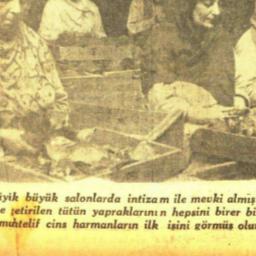 büyük salonlarda intizam ile mevki almış
getirilen tütün yapraklarının hepsini birer bi
muhtelif cins harmanların ilk işini görmüş olu